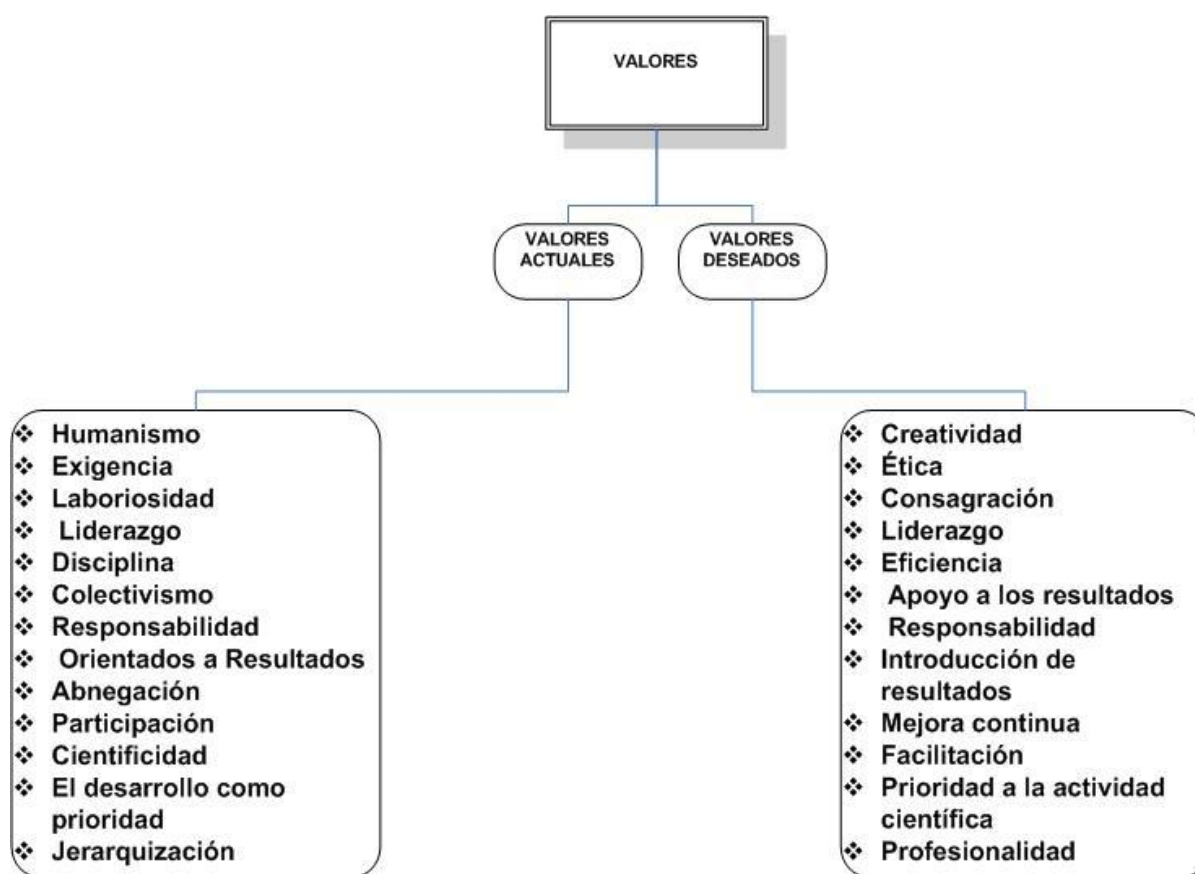 VALORES
VALORES
ACTUALES
VALORES
DESEADOS
❖ Humanismo
❖ Exigencia
❖ Laboriosidad
❖ Liderazgo
❖ Disciplina
❖ Colectivismo
❖ Responsabilidad
❖ Orientados a Resultados
❖ Abnegación
❖ Participación
❖ Cientificidad
❖ El desarrollo como
prioridad
❖ Jerarquización
❖ Creatividad
❖ Ética
❖ Consagración
❖ Liderazgo
❖ Eficiencia
❖ Apoyo a los resultados
❖ Responsabilidad
❖ Introducción de
resultados
❖ Mejora continua
❖ Facilitación
❖ Prioridad a la actividad
científica
❖ Profesionalidad